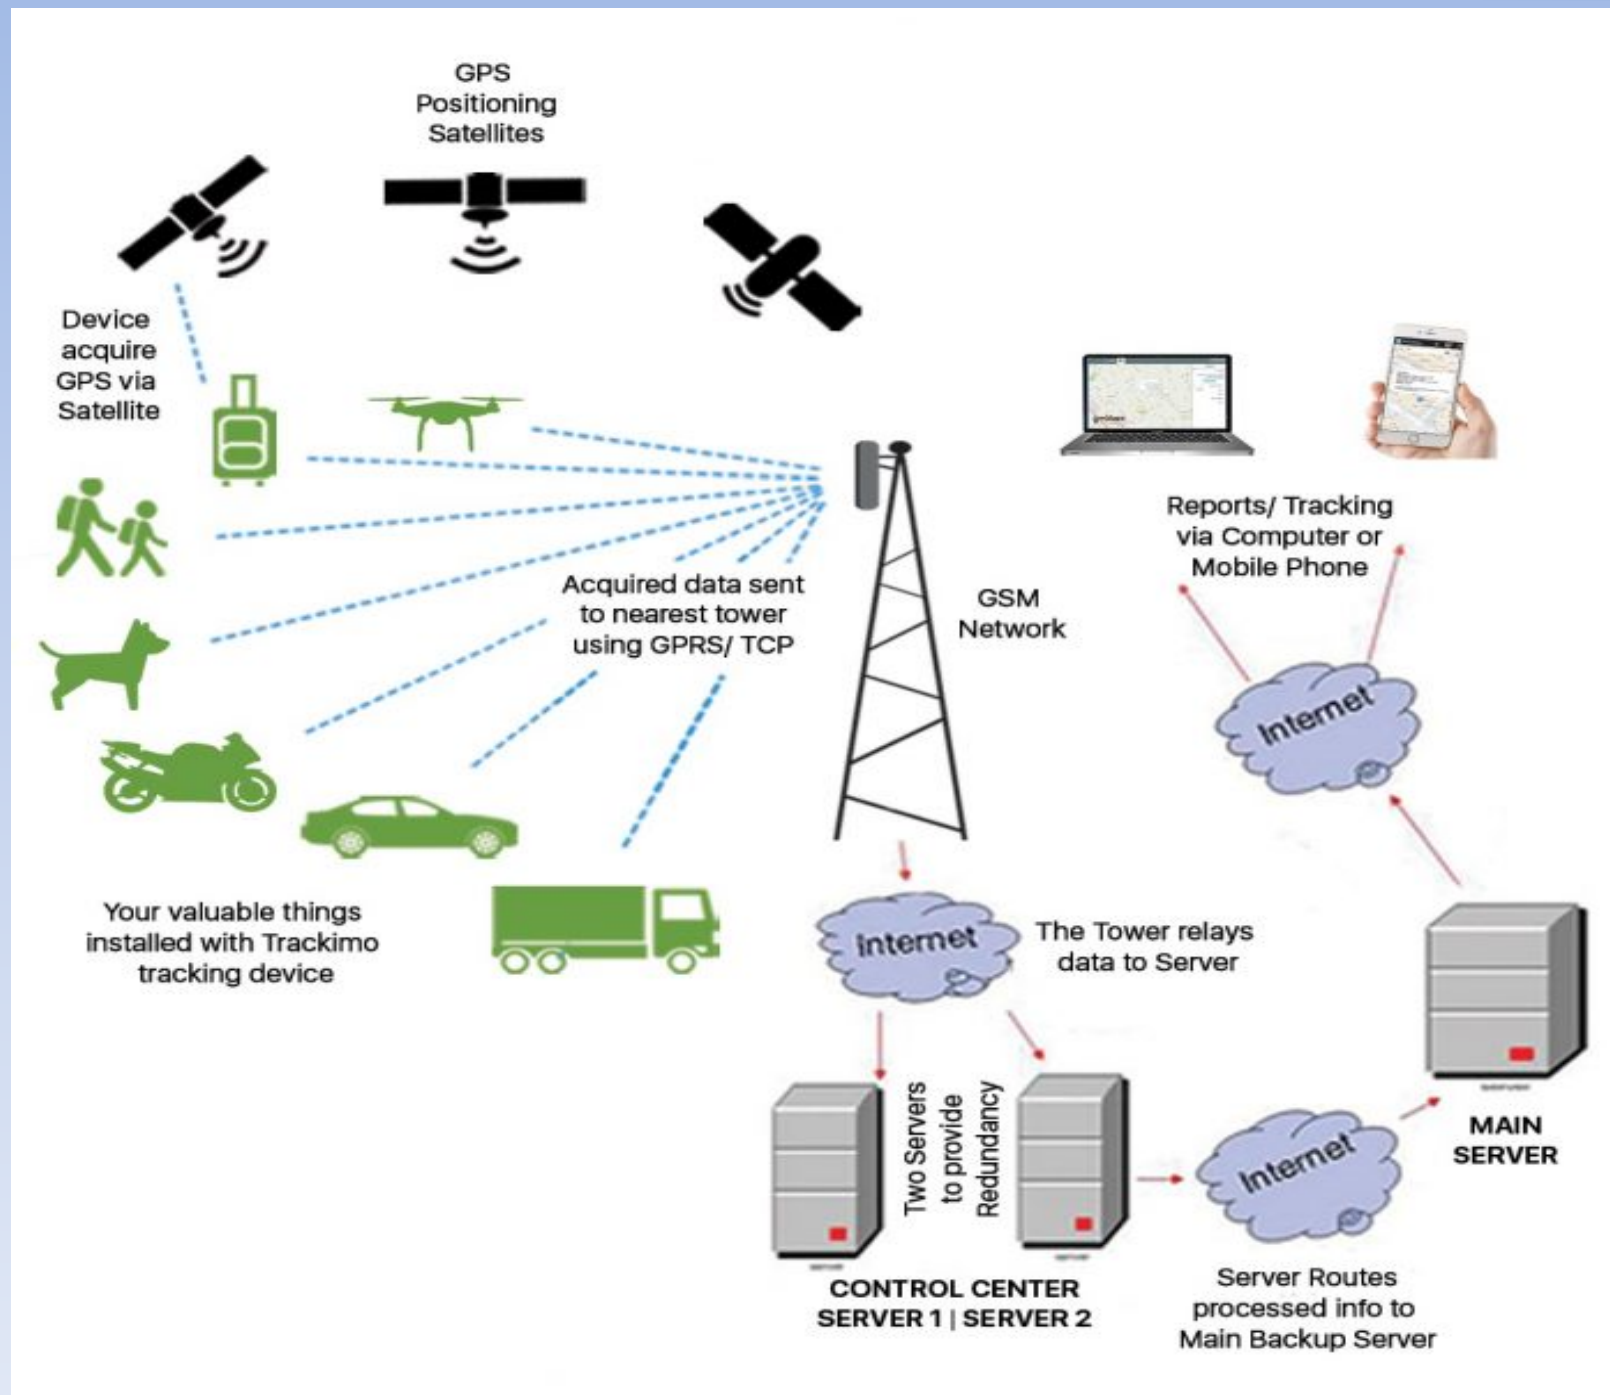 GPS
Positioning
Satellites
Device
acquire
GPS via
Satellite
Acquired data sent
to nearest tower
using GPRS/ TCP
GSM
Network
Reports/ Tracking
via Computer or
Mobile Phone
Internet
Your valuable things
installed with Trackimo
tracking device
Internet
The Tower relays
data to Server
Two Servers
to provide
Redundancy
MAIN
SERVER
Internet
CONTROL CENTER
SERVER 1 | SERVER 2
Server Routes
processed info to
Main Backup Server